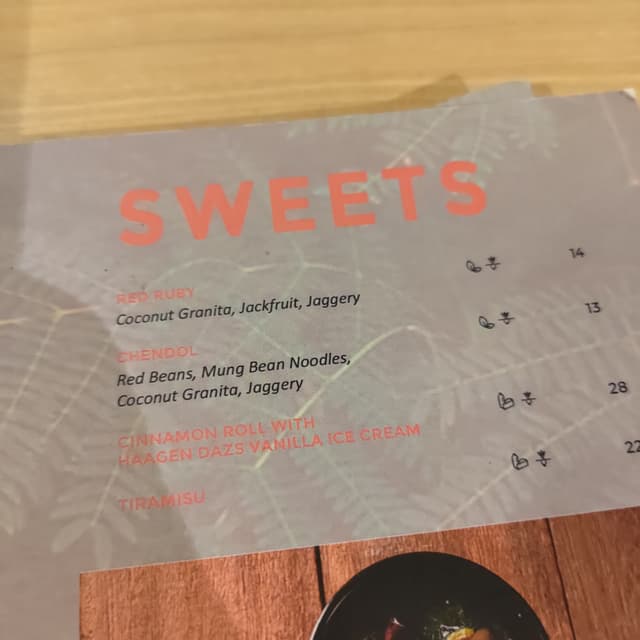 SWEETS
RED RUBY 14
Coconut Granita, Jackfruit, Jaggery
CHENDOL 13
Red Beans, Mung Bean Noodles,
Coconut Granita, Jaggery
CINNAMON ROLL WITH 28
HAAGEN DAZS VANILLA ICE CREAM
TIRAMISU 22